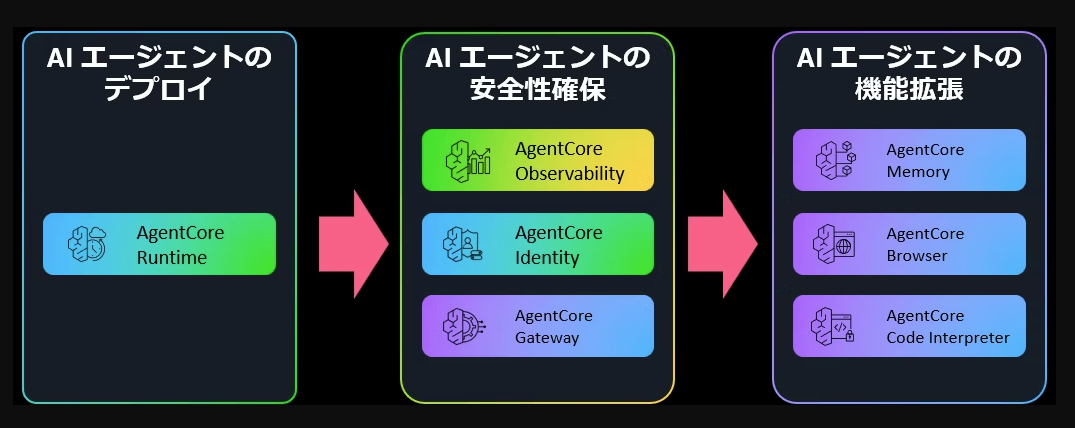 AI エージェントの
デプロイ
AgentCore
Runtime
AI エージェントの
安全性確保
AgentCore
Observability
AgentCore
Identity
AgentCore
Gateway
AI エージェントの
機能拡張
AgentCore
Memory
AgentCore
Browser
AgentCore
Code Interpreter